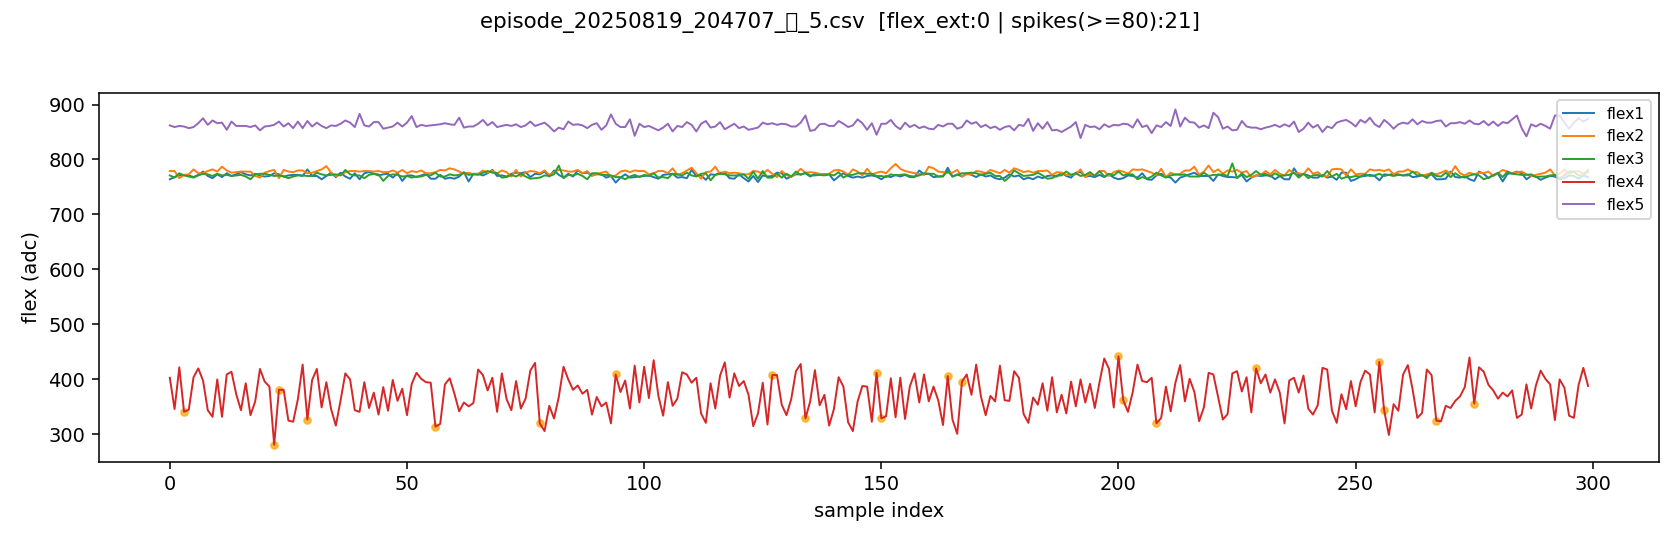 episode_20250819_204707_▯_5.csv [flex_ext:0 | spikes(>=80):21]
900
800
700
600
500
400
300
flex (adc)
0
50
100
150
200
250
300
sample index
flex1
flex2
flex3
flex4
flex5